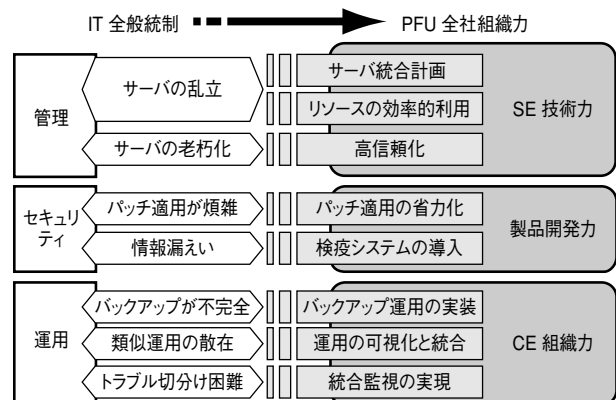 IT 全般統制
PFU 全社組織力
管理
サーバの乱立
サーバ統合計画
リソースの効率的利用
SE 技術力
サーバの老朽化
高信頼化
セキュリ
ティ
パッチ適用が煩雑
パッチ適用の省力化
製品開発力
情報漏えい
検疫システムの導入
運用
バックアップが不完全
バックアップ運用の実装
類似運用の散在
運用の可視化と統合
CE 組織力
トラブル切分け困難
統合監視の実現